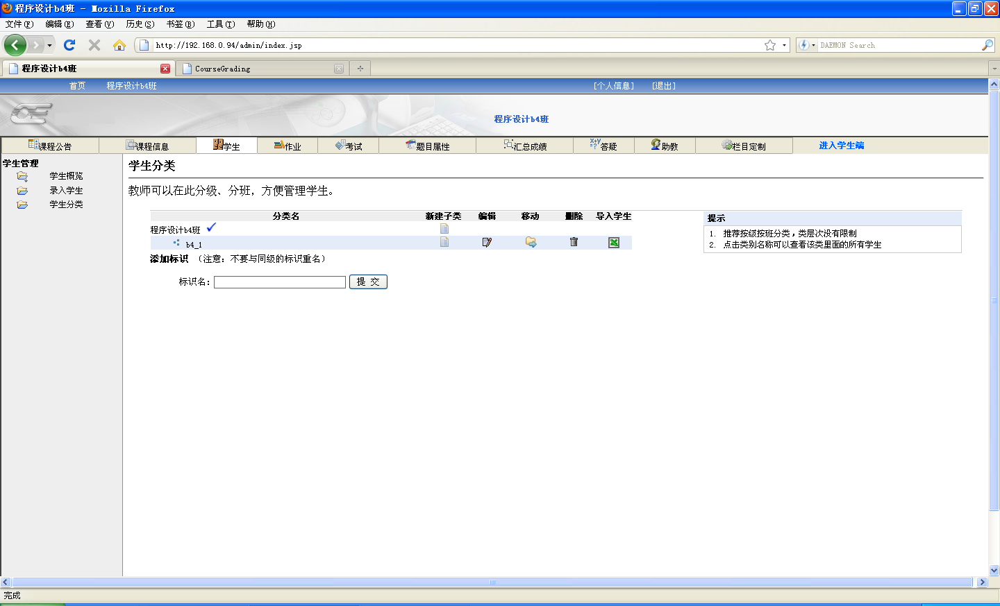 程序设计b4班 - Mozilla Firefox
文件(F) 编辑(E) 查看(V) 历史(S) 书签(B) 工具(T) 帮助(H)
http://192.168.0.94/admin/index.jsp DAEMON Search
程序设计b4班 CourseGrading
首页 程序设计b4班 [个人信息] [退出]
程序设计b4班
课程公告 课程信息 学生 作业 考试 题目属性 汇总成绩 答疑 助教 栏目定制 进入学生端
学生管理
学生概览
录入学生
学生分类
学生分类
教师可以在此分级、分班，方便管理学生。
分类名 新建子类 编辑 移动 删除 导入学生
程序设计b4班
b4_1
添加标识 （注意：不要与同级的标识重名）
标识名： 提 交
提示
1. 推荐按级按班分类，类层次没有限制
2. 点击类别名称可以查看该类里面的所有学生
完成